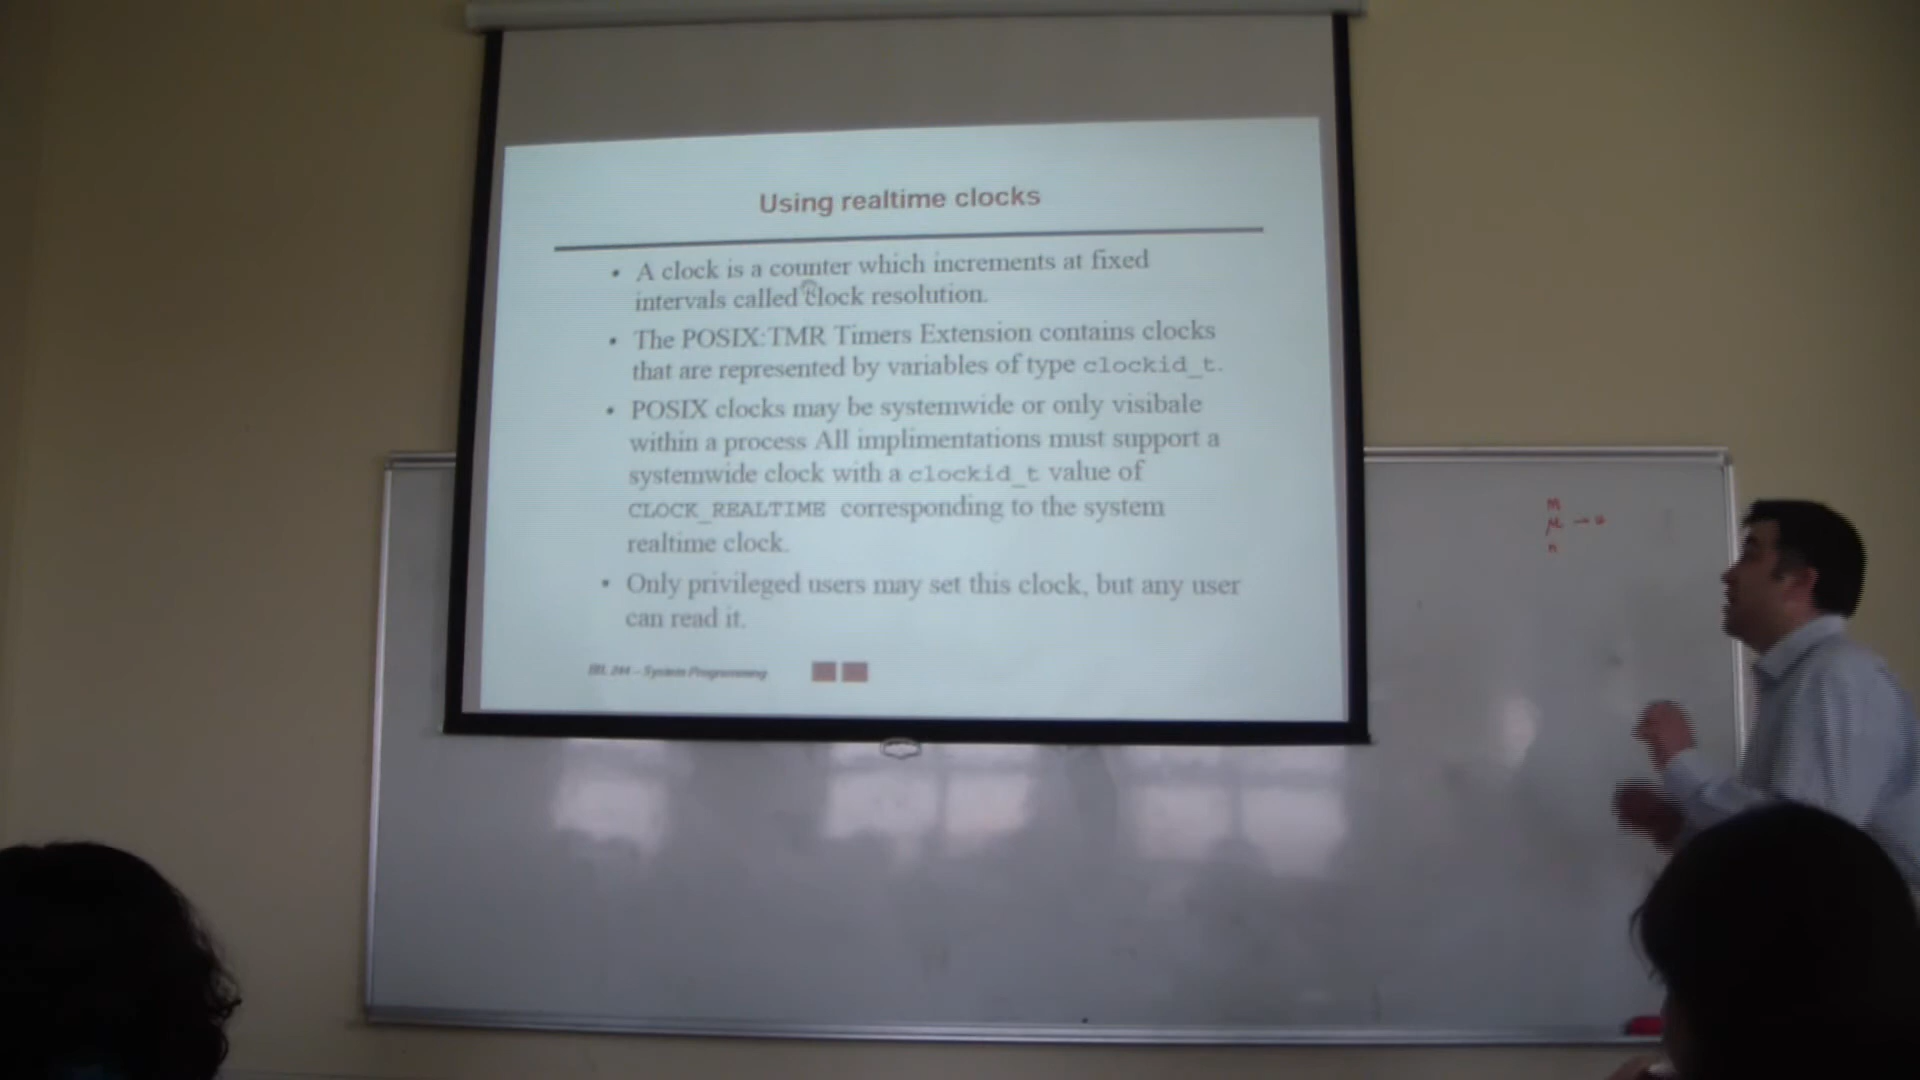 Using realtime clocks
• A clock is a counter which increments at fixed
intervals called clock resolution.
• The POSIX:TMR Timers Extension contains clocks
that are represented by variables of type clockid_t.
• POSIX clocks may be systemwide or only visibale
within a process All implimentations must support a
systemwide clock with a clockid_t value of
CLOCK_REALTIME corresponding to the system
realtime clock.
• Only privileged users may set this clock, but any user
can read it.
244 – System Programming
m
μ
n